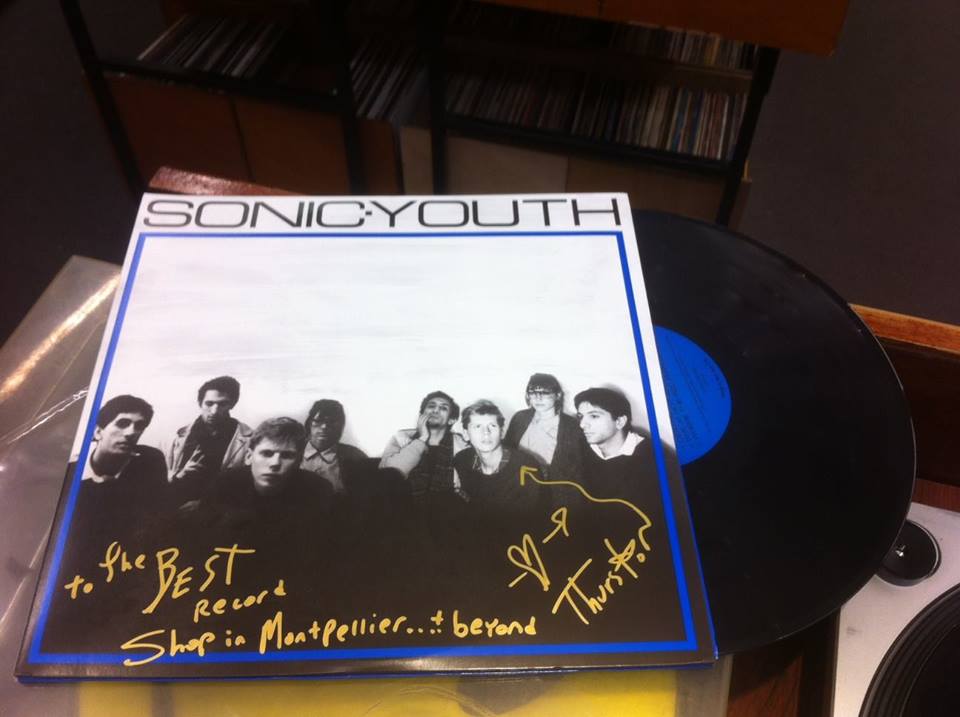 SONIC·YOUTH
to the BEST
Record
Shop in Montpellier..++ beyond
Thurston